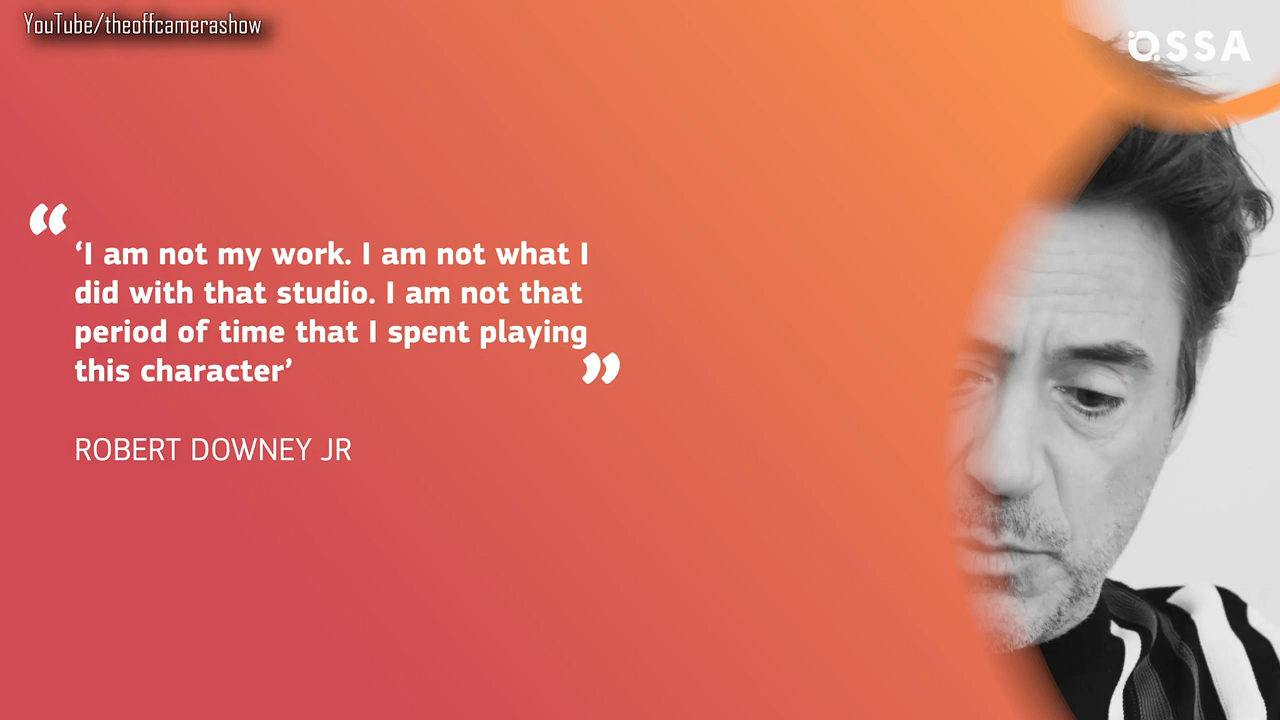 YouTube/theoffcamerashow
OSSA
“
‘I am not my work. I am not what I
did with that studio. I am not that
period of time that I spent playing
this character’
”
ROBERT DOWNEY JR